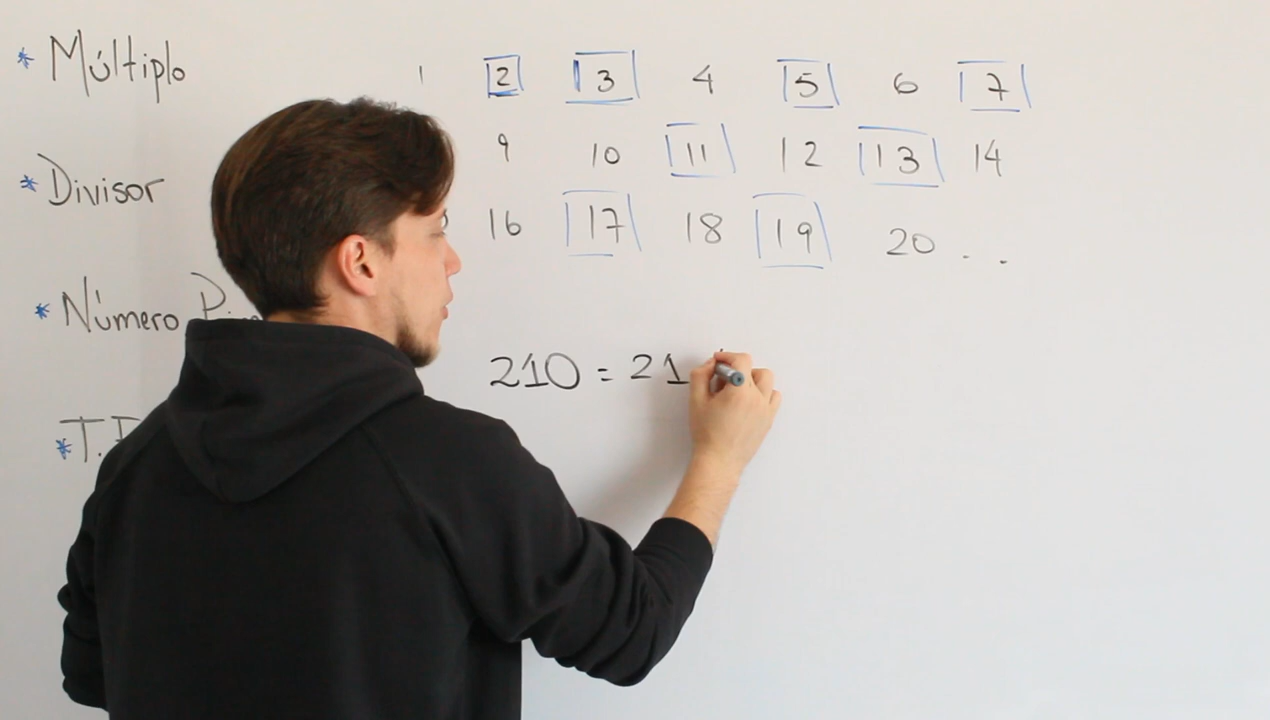 * Múltiplo
* Divisor
* Número
* T.
1 2 3 4 5 6 7
9 10 11 12 13 14
16 17 18 19 20 . .
210 = 21